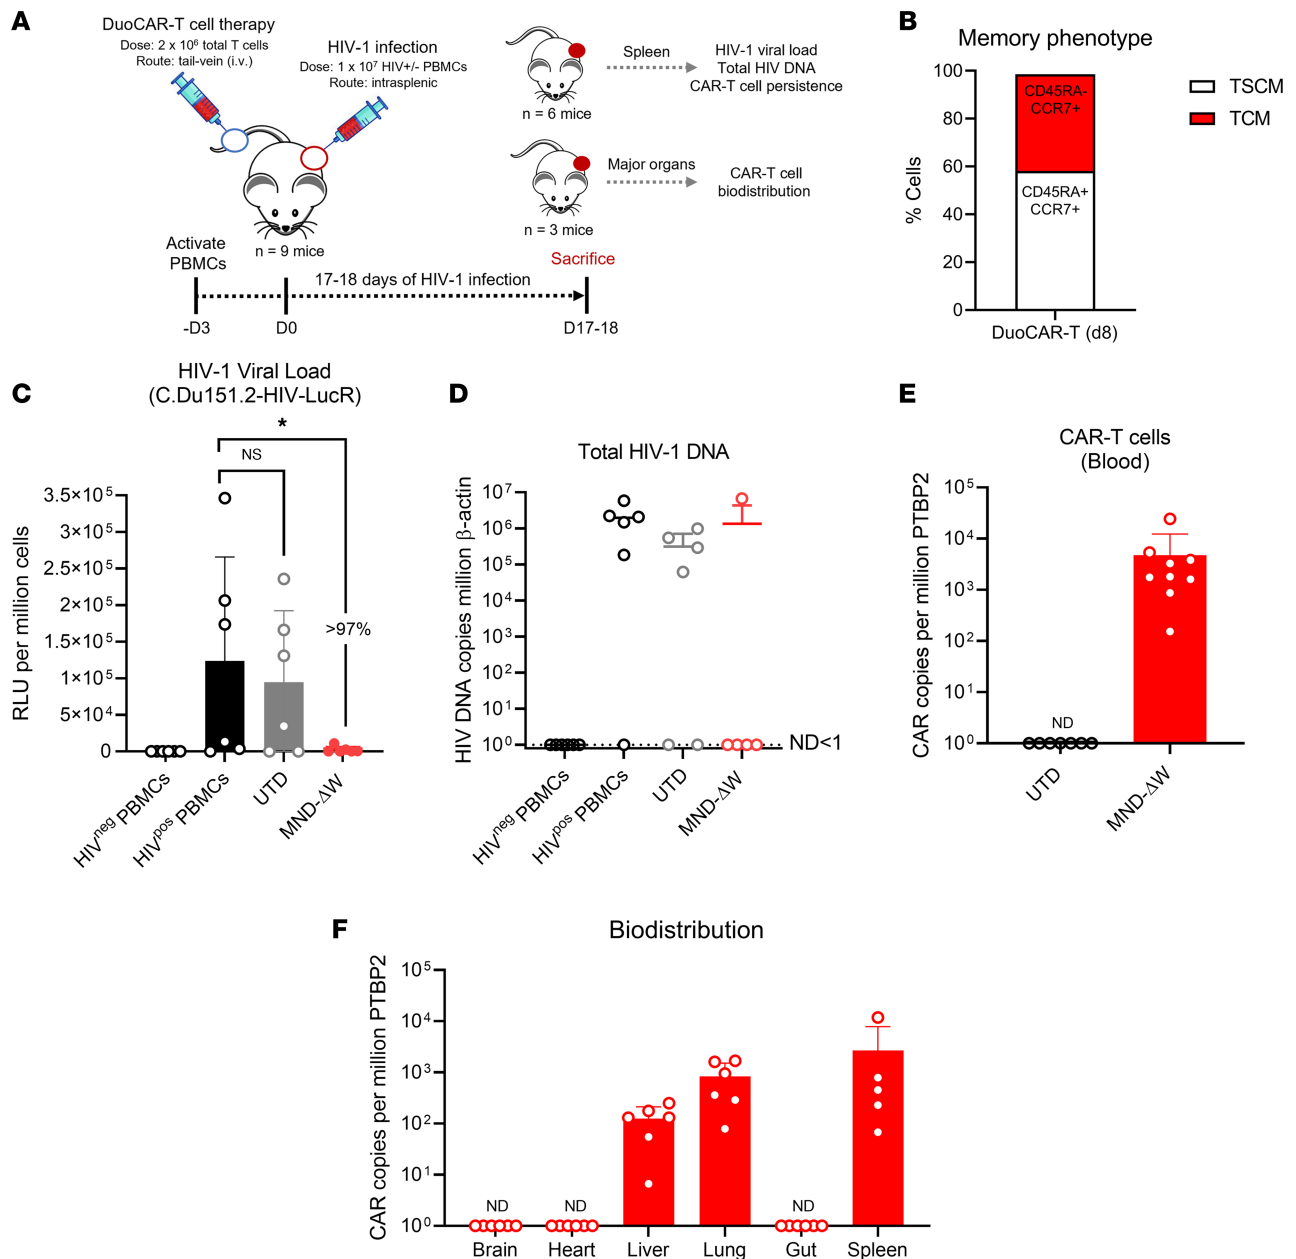 A
DuoCAR-T cell therapy
Dose: 2 x 10⁶ total T cells
Route: tail-vein (i.v.)
HIV-1 infection
Dose: 1 x 10⁷ HIV+/- PBMCs
Route: intrasplenic
n = 9 mice
Activate
PBMCs
17-18 days of HIV-1 infection
-D3
D0
D17-18
Sacrifice
n = 6 mice
Spleen
HIV-1 viral load
Total HIV DNA
CAR-T cell persistence
n = 3 mice
Major organs
CAR-T cell
biodistribution
B
Memory phenotype
% Cells
100
80
60
40
20
0
CD45RA-
CCR7+
CD45RA+
CCR7+
DuoCAR-T (d8)
TSCM
TCM
C
HIV-1 Viral Load
(C.Du151.2-HIV-LucR)
*
NS
>97%
RLU per million cells
3.5×10⁵
3×10⁵
2.5×10⁵
2×10⁵
1.5×10⁵
1×10⁵
5×10⁴
0
HIVⁿᵉᵍ PBMCs
HIVᵖᵒˢ PBMCs
UTD
MND-ΔW
D
Total HIV-1 DNA
HIV DNA copies million β-actin
10⁷
10⁶
10⁵
10⁴
10³
10²
10¹
10⁰
ND<1
HIVⁿᵉᵍ PBMCs
HIVᵖᵒˢ PBMCs
UTD
MND-ΔW
E
CAR-T cells
(Blood)
CAR copies per million PTBP2
10⁵
10⁴
10³
10²
10¹
10⁰
ND
UTD
MND-ΔW
F
Biodistribution
CAR copies per million PTBP2
10⁵
10⁴
10³
10²
10¹
10⁰
ND
ND
ND
Brain
Heart
Liver
Lung
Gut
Spleen